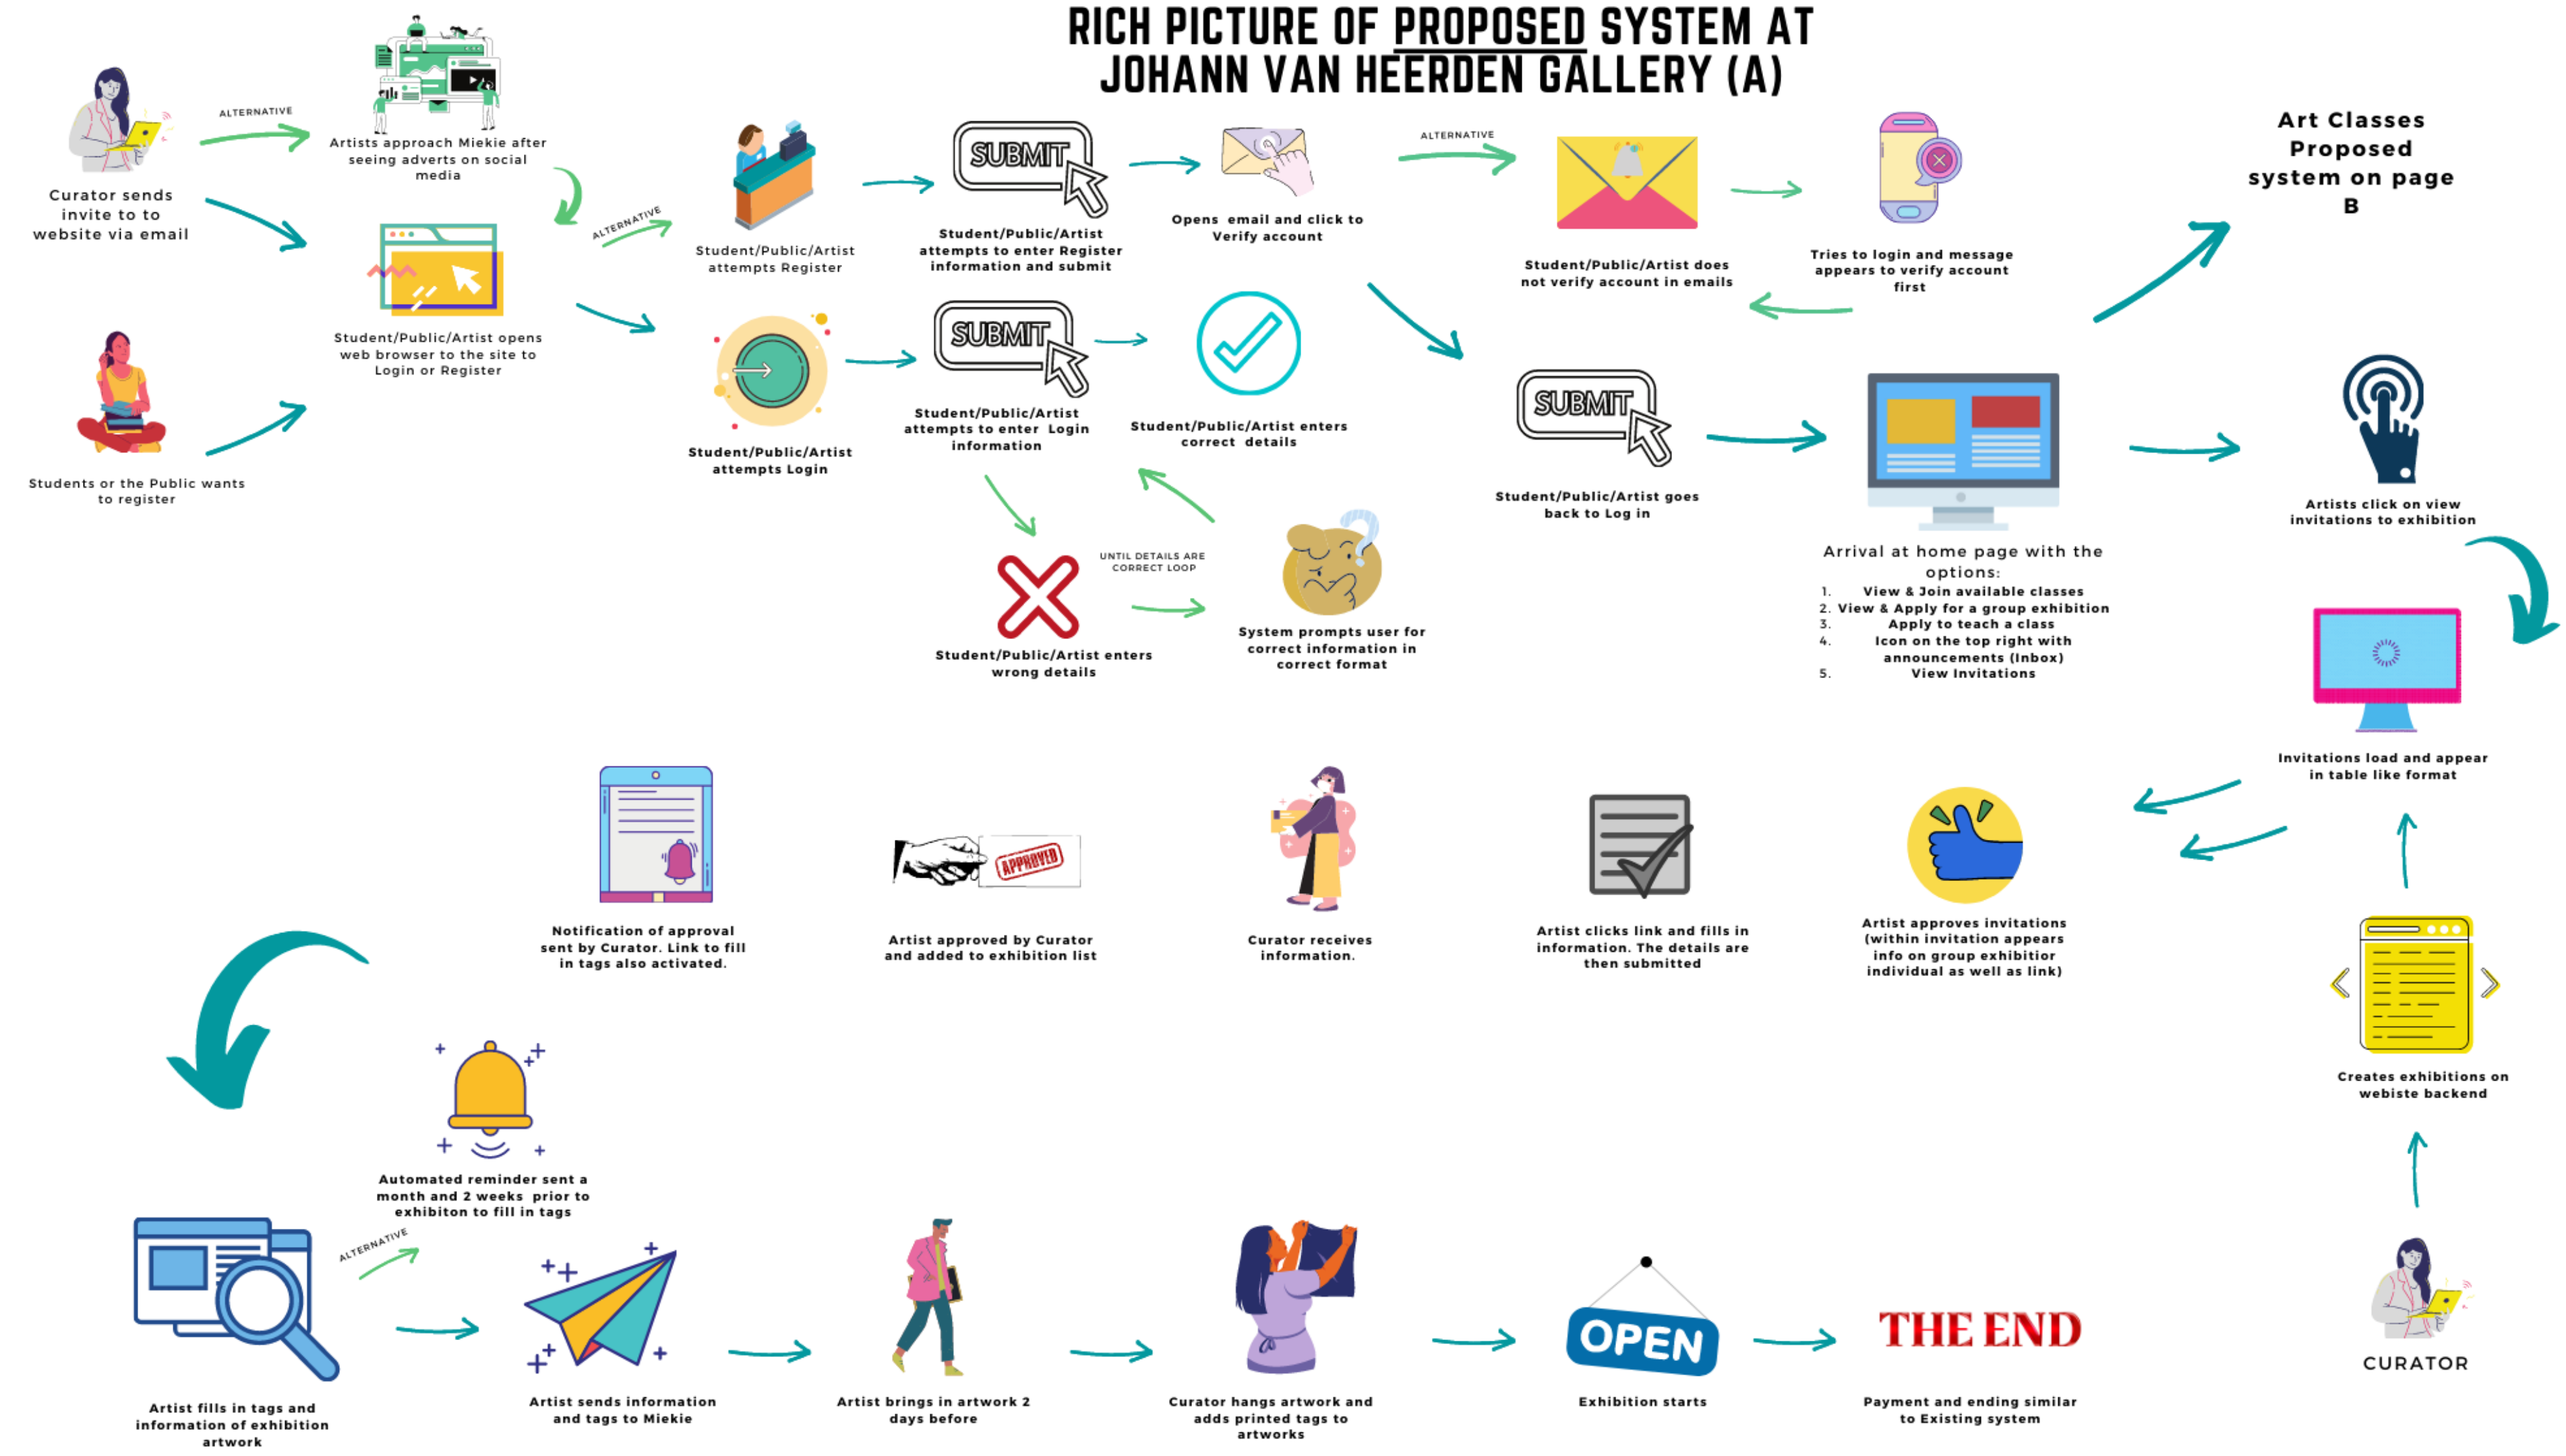 RICH PICTURE OF PROPOSED SYSTEM AT
JOHANN VAN HEERDEN GALLERY (A)
Curator sends
invite to to
website via email
ALTERNATIVE
Artists approach Miekie after
seeing adverts on social
media
Student/Public/Artist opens
web browser to the site to
Login or Register
Students or the Public wants
to register
ALTERNATIVE
Student/Public/Artist
attempts Register
SUBMIT
Student/Public/Artist
attempts to enter Register
information and submit
Opens email and click to
Verify account
ALTERNATIVE
Student/Public/Artist does
not verify account in emails
Tries to login and message
appears to verify account
first
Art Classes
Proposed
system on page
B
Student/Public/Artist
attempts Login
SUBMIT
Student/Public/Artist
attempts to enter Login
information
Student/Public/Artist enters
correct details
Student/Public/Artist enters
wrong details
UNTIL DETAILS ARE
CORRECT LOOP
System prompts user for
correct information in
correct format
SUBMIT
Student/Public/Artist goes
back to Log in
Arrival at home page with the
options:
1. View & Join available classes
2. View & Apply for a group exhibition
3. Apply to teach a class
4. Icon on the top right with
announcements (Inbox)
5. View Invitations
Artists click on view
invitations to exhibition
Invitations load and appear
in table like format
Artist approves invitations
(within invitation appears
info on group exhibitior
individual as well as link)
Artist clicks link and fills in
information. The details are
then submitted
Curator receives
information.
APPROVED
Artist approved by Curator
and added to exhibition list
Notification of approval
sent by Curator. Link to fill
in tags also activated.
Creates exhibitions on
webiste backend
CURATOR
Automated reminder sent a
month and 2 weeks prior to
exhibiton to fill in tags
ALTERNATIVE
Artist fills in tags and
information of exhibition
artwork
Artist sends information
and tags to Miekie
Artist brings in artwork 2
days before
Curator hangs artwork and
adds printed tags to
artworks
OPEN
Exhibition starts
THE END
Payment and ending similar
to Existing system